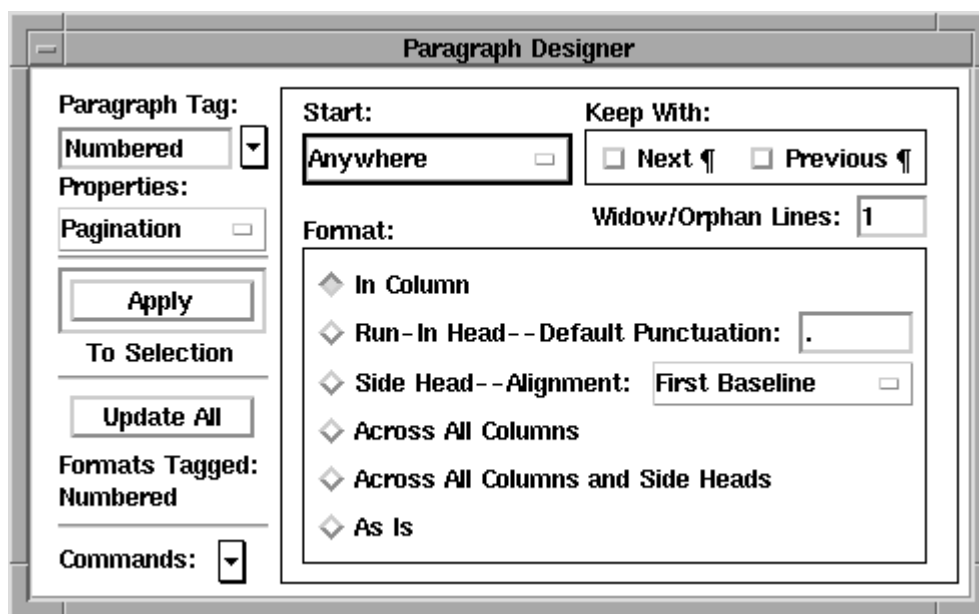 Paragraph Designer
Paragraph Tag:
Numbered
Properties:
Pagination
Apply
To Selection
Update All
Formats Tagged:
Numbered
Commands:
Start:
Anywhere
Keep With:
Next ¶
Previous ¶
Widow/Orphan Lines: 1
Format:
In Column
Run-In Head--Default Punctuation: .
Side Head--Alignment: First Baseline
Across All Columns
Across All Columns and Side Heads
As Is